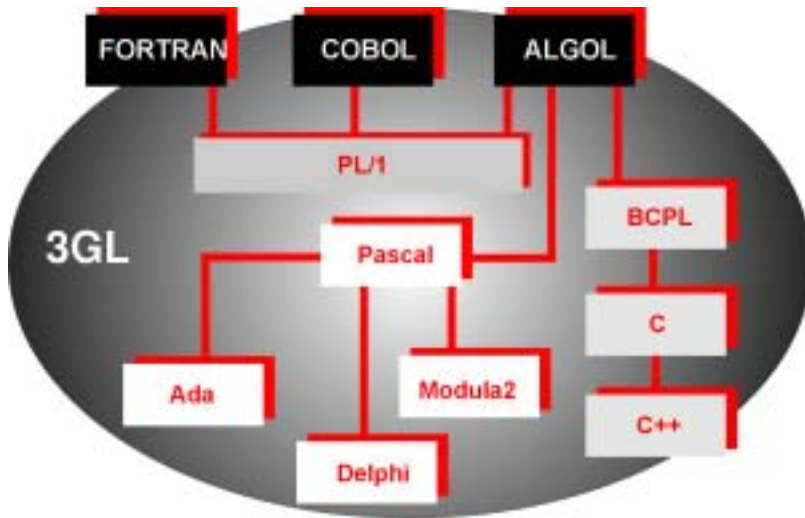 FORTRAN
COBOL
ALGOL
PL/1
BCPL
3GL
Pascal
C
Ada
Modula2
C++
Delphi